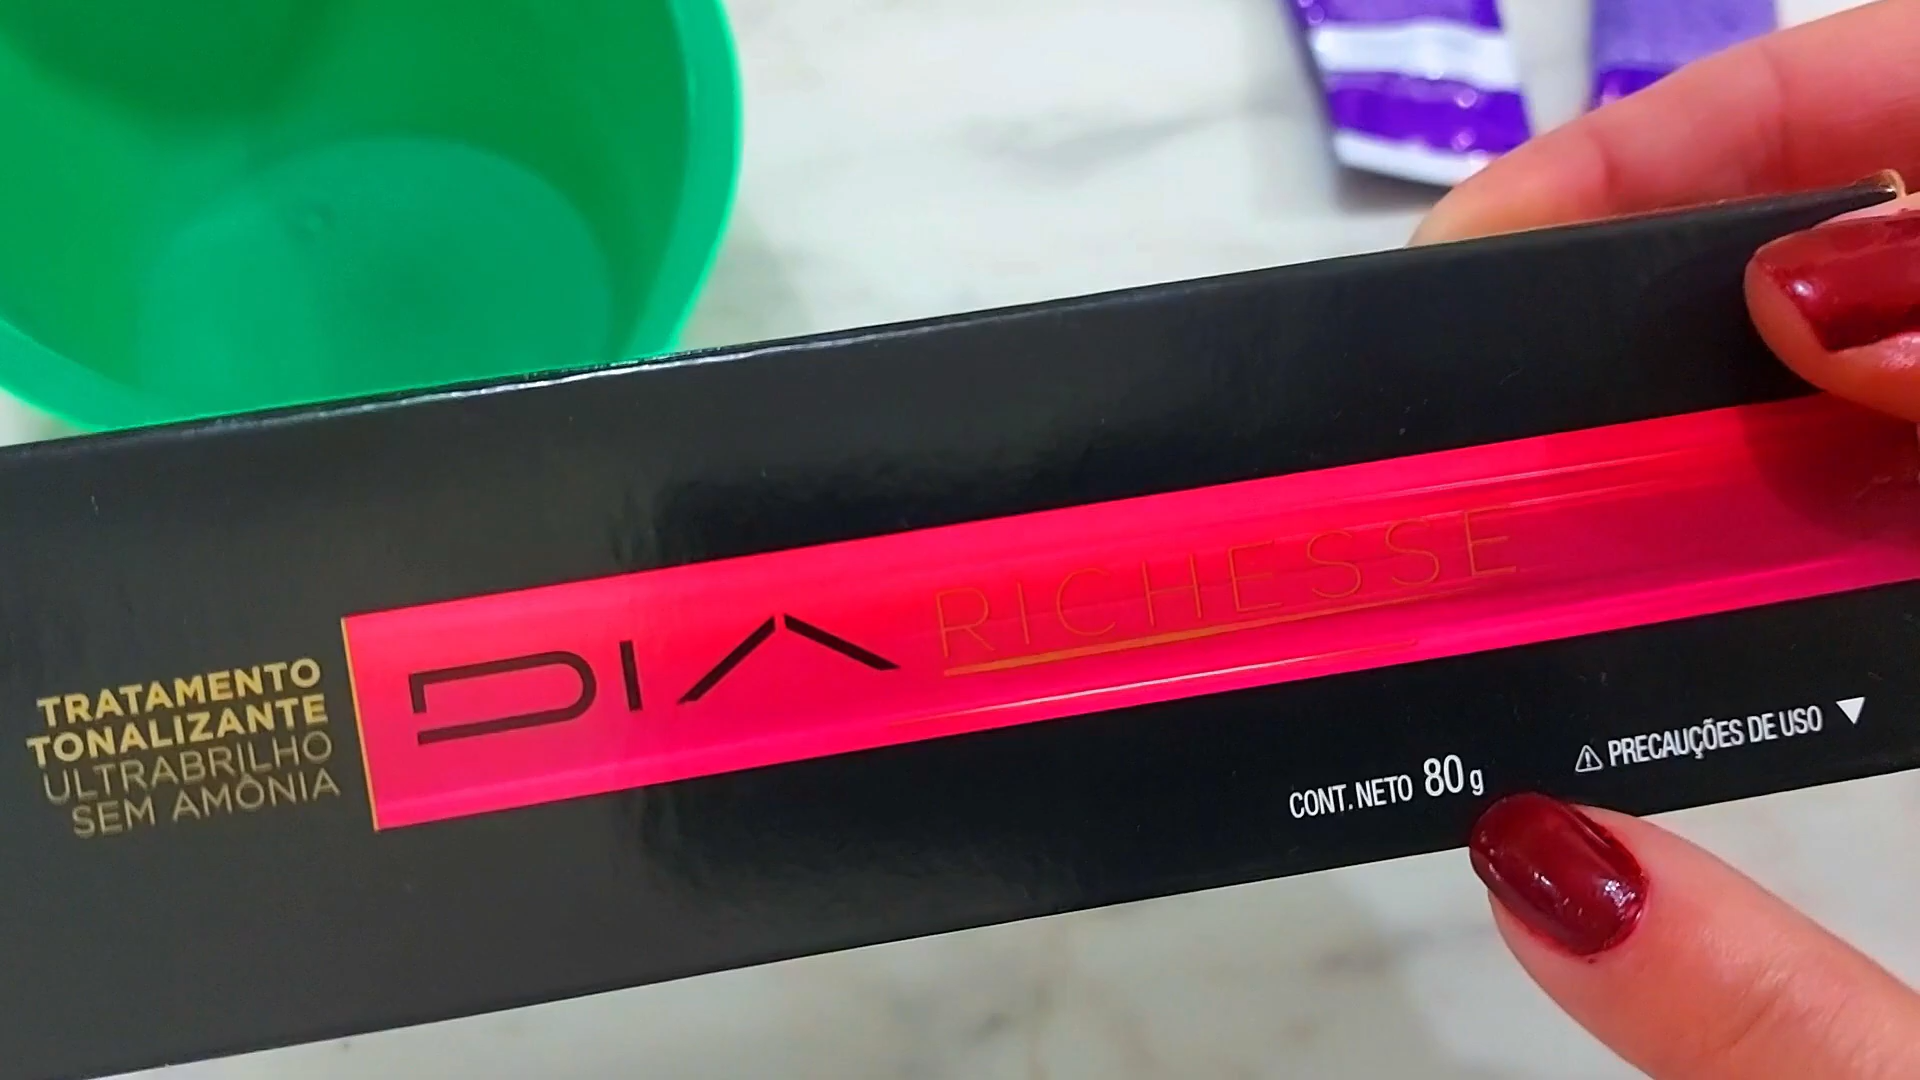 TRATAMENTO
TONALIZANTE
ULTRABRILHO
SEM AMÔNIA
DIA RICHESSE
CONT. NETO 80 g
⚠ PRECAUÇÕES DE USO ▼